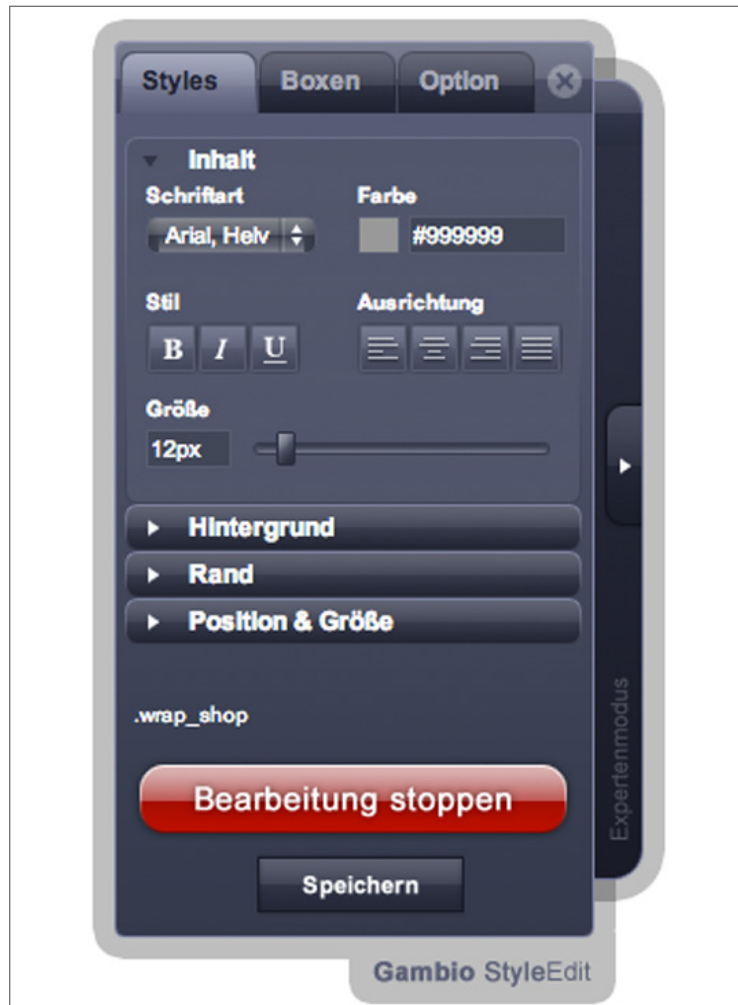 Styles Boxen Option
Inhalt
Schriftart Farbe
Arial, Helv #999999
Stil Ausrichtung
B I U
Größe
12px
Hintergrund
Rand
Position & Größe
.wrap_shop
Bearbeitung stoppen
Speichern
Expertenmodus
Gambio StyleEdit